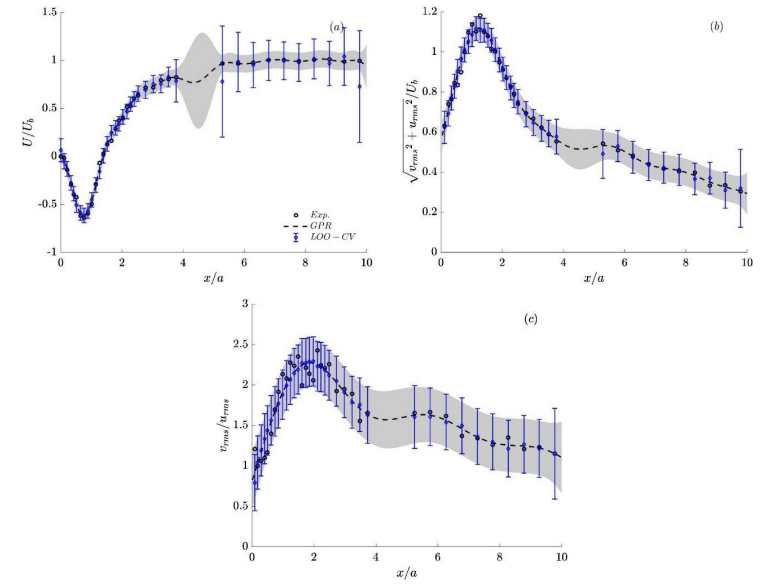 1.5
1
0.5
0
-0.5
-1
U/U_b
(a)
Exp.
GPR
LOO − CV
0 2 4 6 8 10
x/a
1.2
1
0.8
0.6
0.4
0.2
0
√v_rms² + u_rms²/U_b
(b)
0 2 4 6 8 10
x/a
3
2.5
2
1.5
1
0.5
0
v_rms/u_rms
(c)
0 2 4 6 8 10
x/a